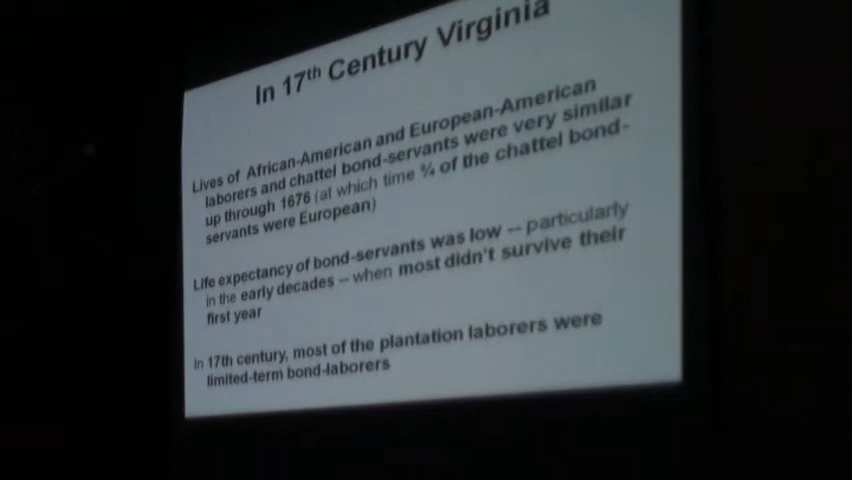 In 17th Century Virginia
Lives of African-American and European-American
laborers and chattel bond-servants were very similar
up through 1676 (at which time ¾ of the chattel bond-
servants were European)
Life expectancy of bond-servants was low -- particularly
in the early decades -- when most didn't survive their
first year
In 17th century, most of the plantation laborers were
limited-term bond-laborers